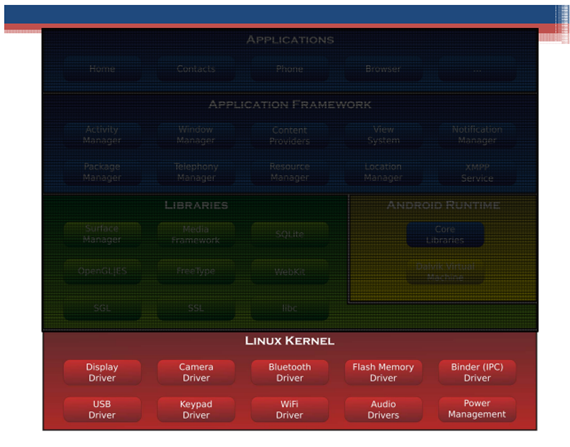 APPLICATIONS
Home Contacts Phone Browser ...
APPLICATION FRAMEWORK
Activity Manager Window Manager Content Providers View System Notification Manager
Package Manager Telephony Manager Resource Manager Location Manager XMPP Service
LIBRARIES ANDROID RUNTIME
Surface Manager Media Framework SQLite Core Libraries
OpenGL|ES FreeType WebKit Dalvik Virtual Machine
SGL SSL libc
LINUX KERNEL
Display Driver Camera Driver Bluetooth Driver Flash Memory Driver Binder (IPC) Driver
USB Driver Keypad Driver WiFi Driver Audio Drivers Power Management